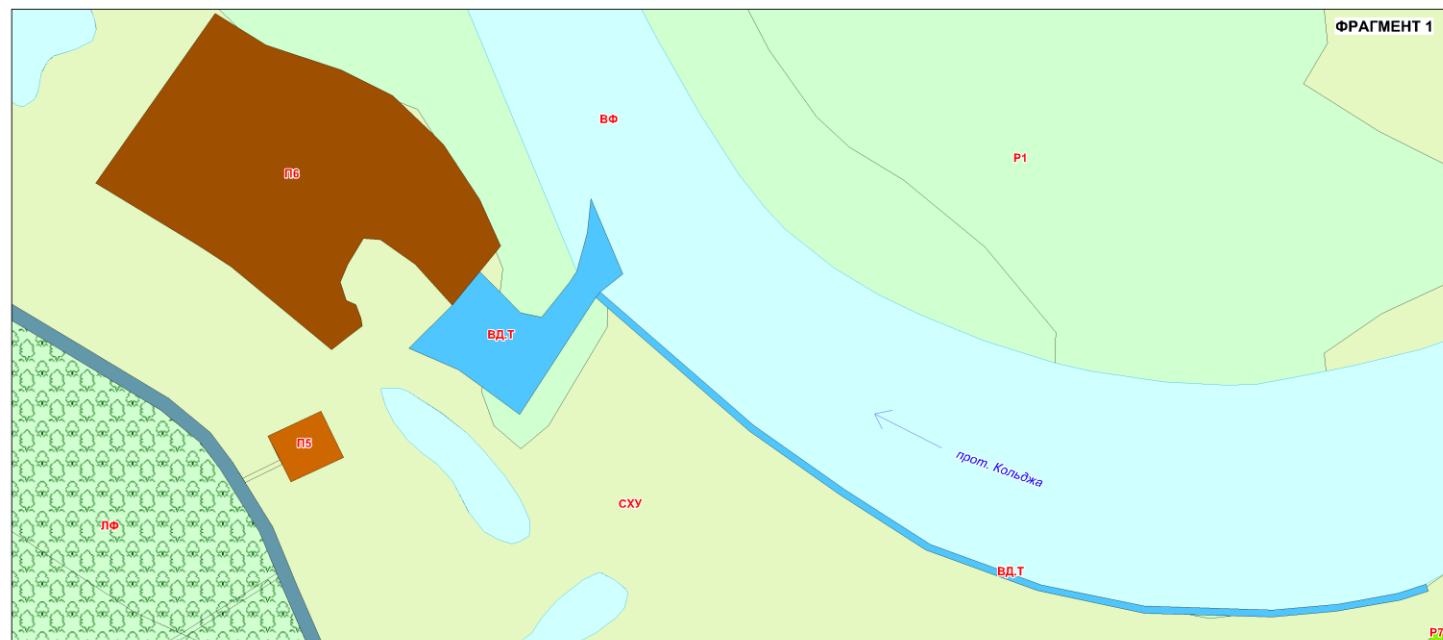 ФРАГМЕНТ 1
ВФ
Р1
П6
ВД.Т
П5
прот. Кольджа
СХУ
ЛФ
ВД.Т
Р7